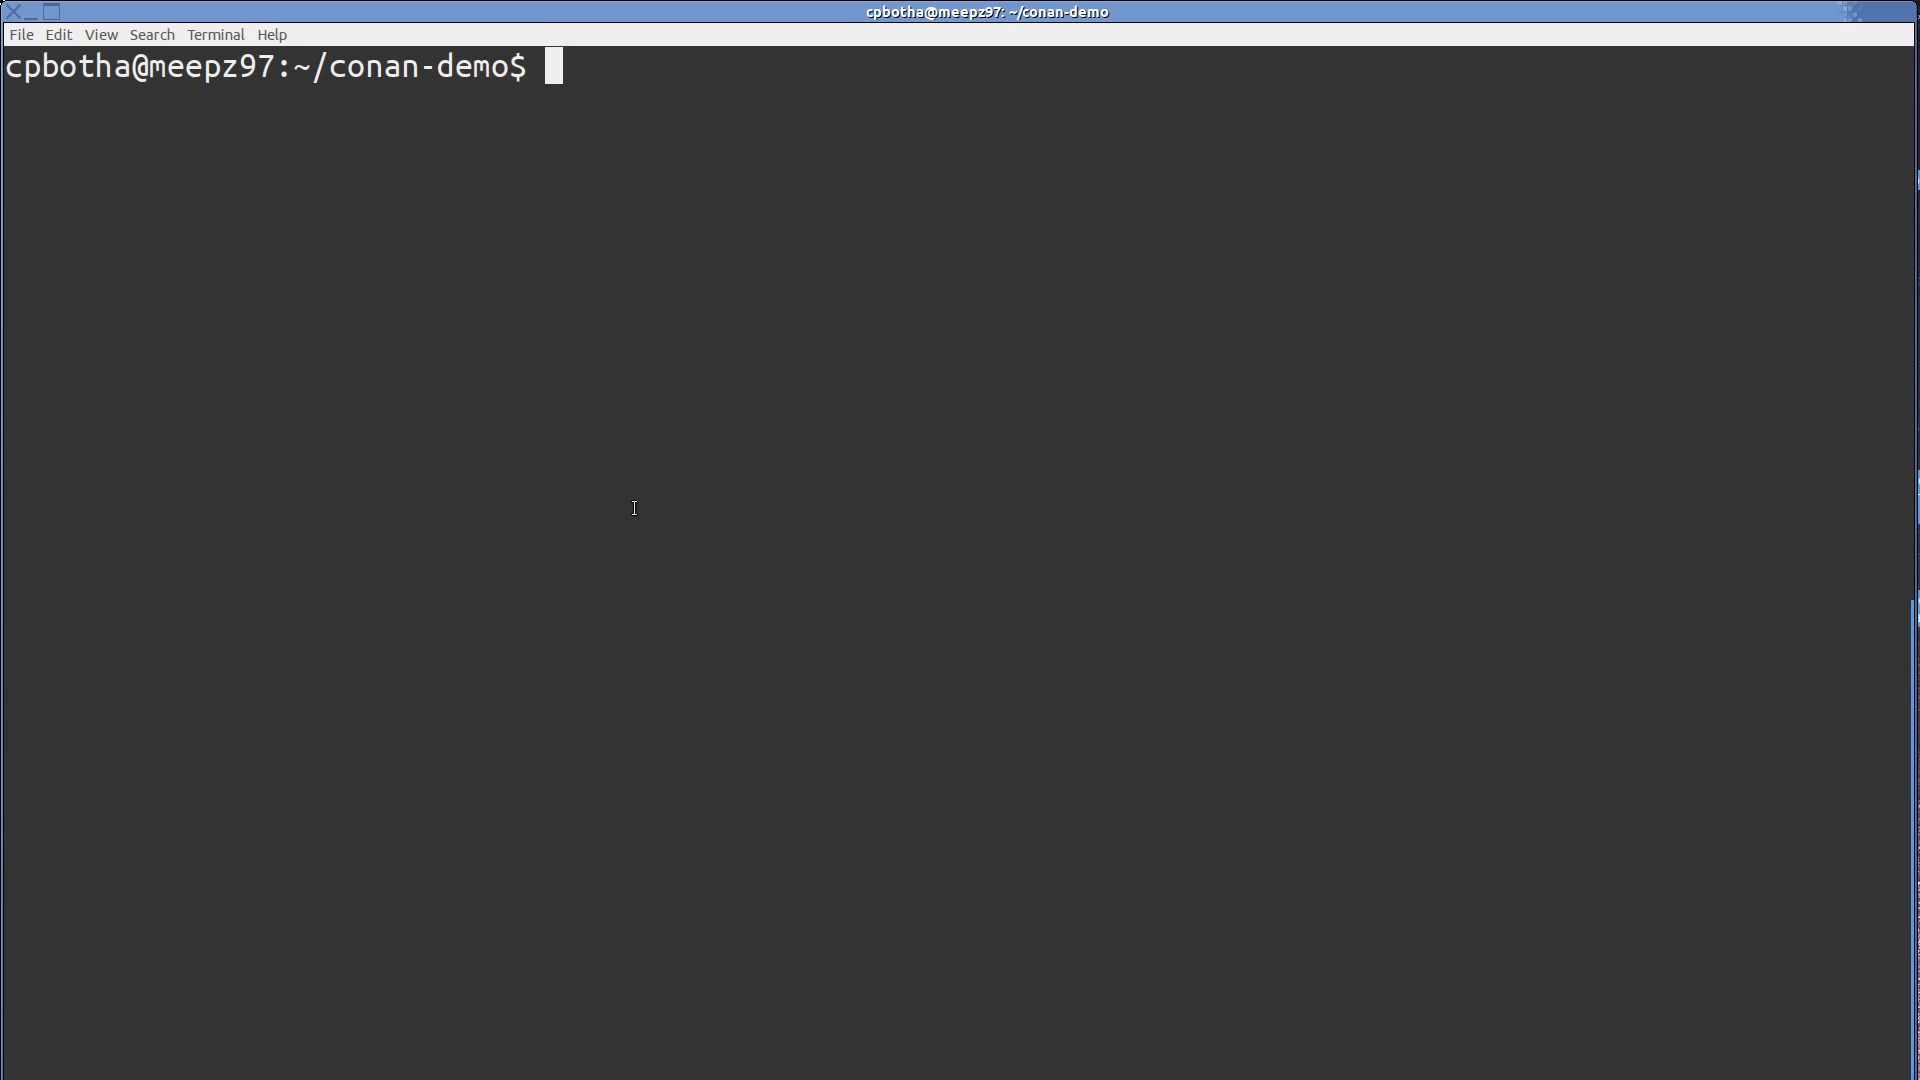 cpbotha@meepz97: ~/conan-demo
File Edit View Search Terminal Help
cpbotha@meepz97:~/conan-demo$